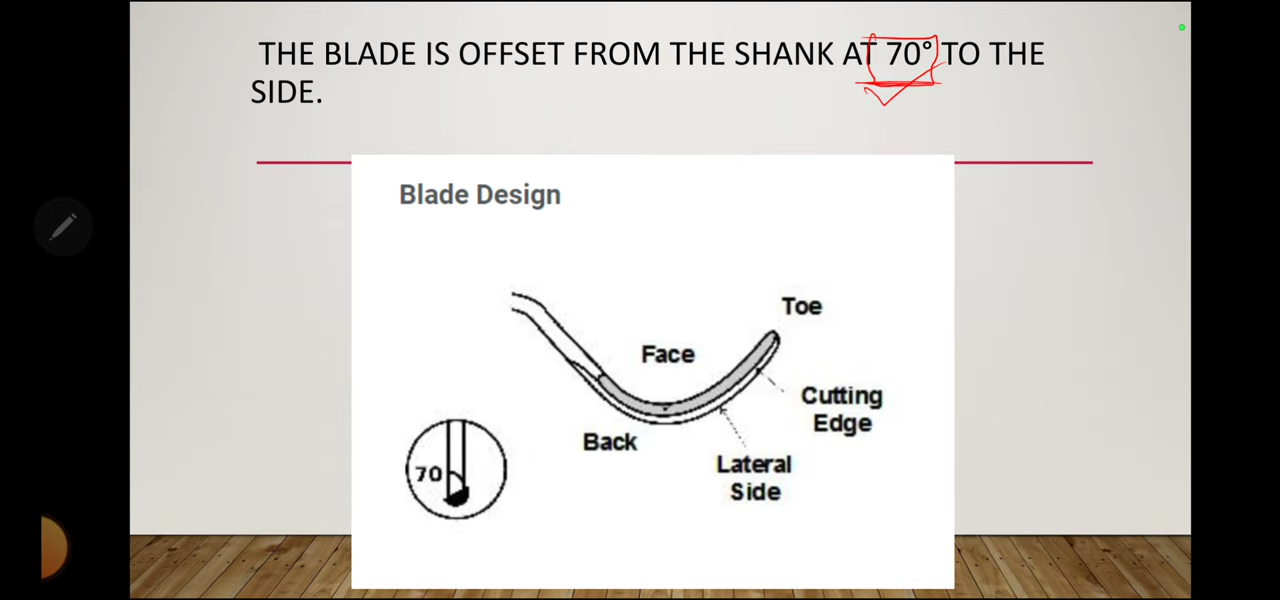 THE BLADE IS OFFSET FROM THE SHANK AT 70° TO THE
SIDE.
Blade Design
Toe
Face
Cutting
Edge
Back
Lateral
Side
70